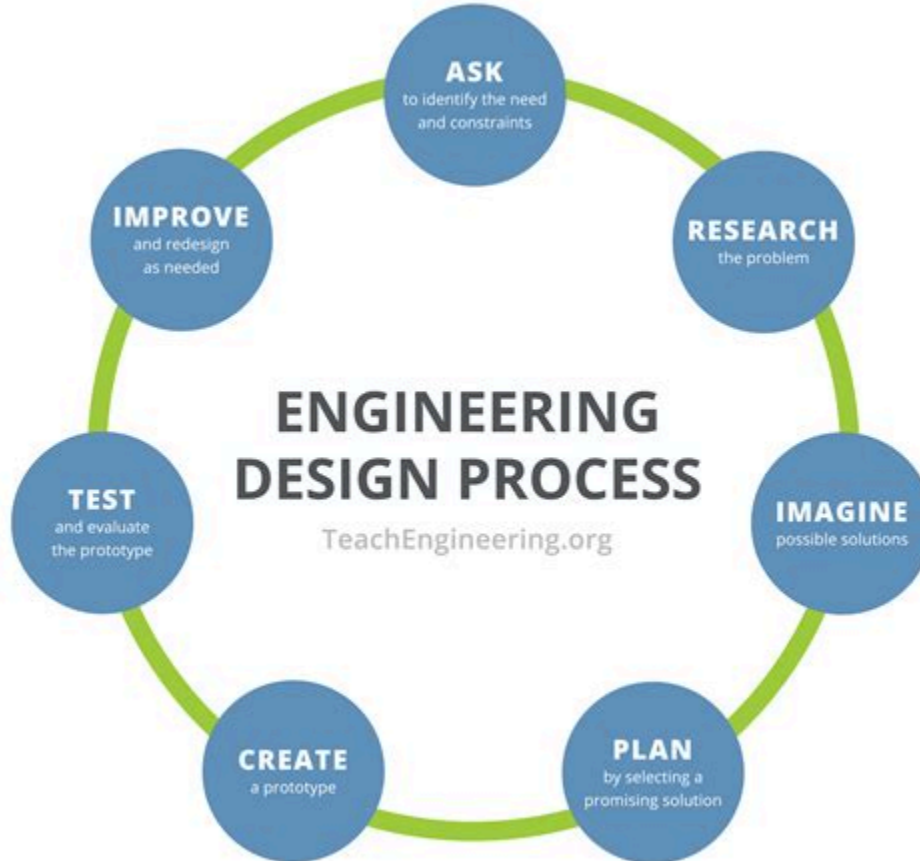 ASK
to identify the need
and constraints
RESEARCH
the problem
IMAGINE
possible solutions
PLAN
by selecting a
promising solution
CREATE
a prototype
TEST
and evaluate
the prototype
IMPROVE
and redesign
as needed
ENGINEERING
DESIGN PROCESS
TeachEngineering.org